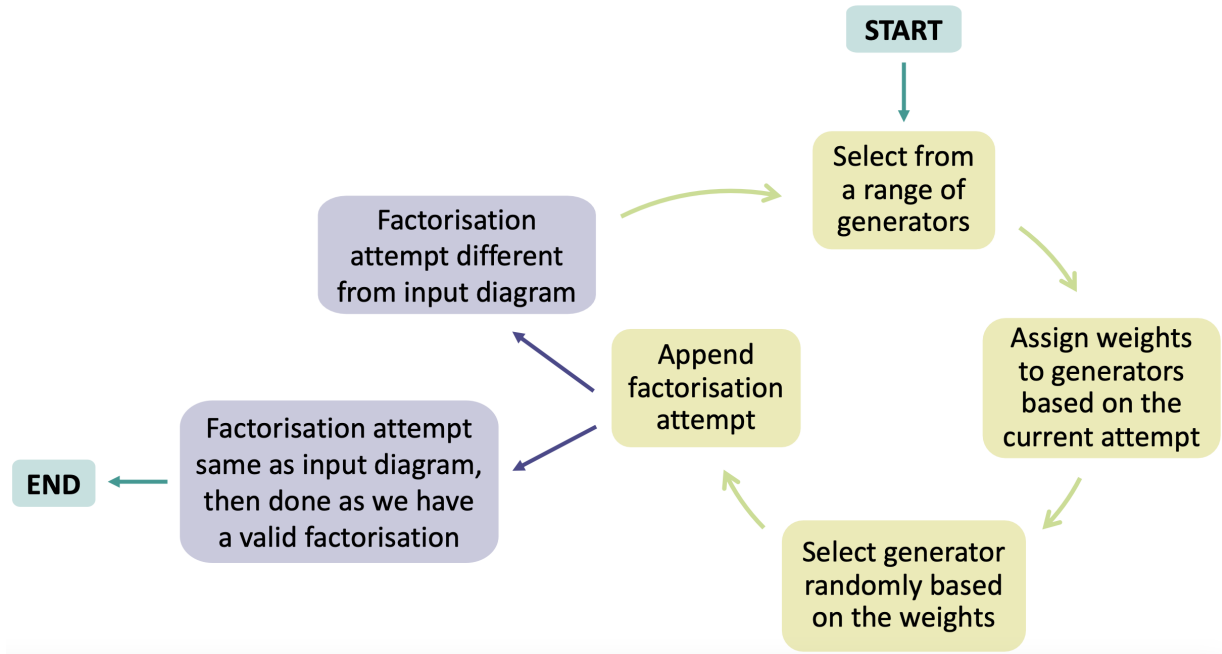 START
Select from
a range of
generators
Assign weights
to generators
based on the
current attempt
Select generator
randomly based
on the weights
Append
factorisation
attempt
Factorisation
attempt different
from input diagram
Factorisation attempt
same as input diagram,
then done as we have
a valid factorisation
END